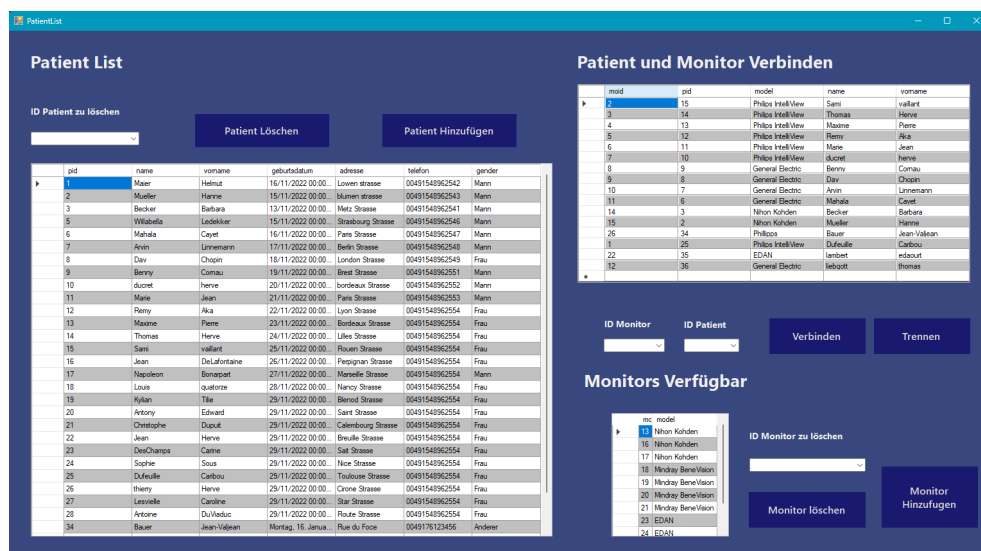 PatientList
Patient List
ID Patient zu löschen
Patient Löschen
Patient Hinzufügen
pid name vorname geburtsdatum adresse telefon gender
1 Maier Helmut 16/11/2022 00:00... Lowen strasse 00491548962542 Mann
2 Mueller Hanne 15/11/2022 00:00... blumen strasse 00491548962543 Mann
3 Becker Barbara 13/11/2022 00:00... Metz Strasse 00491548962541 Mann
5 Willabella Ledekker 15/11/2022 00:00... Strasbourg Strasse 00491548962546 Mann
6 Mahala Cayet 16/11/2022 00:00... Paris Strasse 00491548962547 Mann
7 Arvin Linnemann 17/11/2022 00:00... Berlin Strasse 00491548962548 Mann
8 Dav Chopin 18/11/2022 00:00... London Strasse 00491548962549 Frau
9 Benny Comau 19/11/2022 00:00... Brest Strasse 00491548962551 Mann
10 ducret herve 20/11/2022 00:00... bordeaux Strasse 00491548962552 Mann
11 Marie Jean 21/11/2022 00:00... Paris Strasse 00491548962553 Mann
12 Remy Aka 22/11/2022 00:00... Lyon Strasse 00491548962554 Frau
13 Maxime Pierre 23/11/2022 00:00... Bordeaux Strasse 00491548962554 Frau
14 Thomas Herve 24/11/2022 00:00... Lilles Strasse 00491548962554 Frau
15 Sami vaillant 25/11/2022 00:00... Rouen Strasse 00491548962554 Frau
16 Jean DeLafontaine 26/11/2022 00:00... Perpignan Strasse 00491548962554 Frau
17 Napoleon Bonarpart 27/11/2022 00:00... Marseille Strasse 00491548962554 Mann
18 Louis quatorze 28/11/2022 00:00... Nancy Strasse 00491548962554 Frau
19 Kylian Tilie 29/11/2022 00:00... Blenod Strasse 00491548962554 Frau
20 Antony Edward 29/11/2022 00:00... Saint Strasse 00491548962554 Frau
21 Christophe Dupuit 29/11/2022 00:00... Calembourg Strasse 00491548962554 Frau
22 Jean Herve 29/11/2022 00:00... Breuille Strasse 00491548962554 Frau
23 DesChamps Carine 29/11/2022 00:00... Salt Strasse 00491548962554 Frau
24 Sophie Sous 29/11/2022 00:00... Nice Strasse 00491548962554 Frau
25 Dufeuille Caribou 29/11/2022 00:00... Toulouse Strasse 00491548962554 Frau
26 thierry Herve 29/11/2022 00:00... Cirone Strasse 00491548962554 Frau
27 Lesvielle Caroline 29/11/2022 00:00... Star Strasse 00491548962554 Frau
28 Antoine DuViaduc 29/11/2022 00:00... Route Strasse 00491548962554 Frau
34 Bauer Jean-Valjean Montag, 16. Janua... Rue du Foce 0049176123456 Anderer
Patient und Monitor Verbinden
moid pid model name vorname
2 15 Philips IntelliView Sami vaillant
3 14 Philips IntelliView Thomas Herve
4 13 Philips IntelliView Maxime Pierre
5 12 Philips IntelliView Remy Aka
6 11 Philips IntelliView Marie Jean
7 10 Philips IntelliView ducret herve
8 9 General Electric Benny Comau
9 8 General Electric Dav Chopin
10 7 General Electric Arvin Linnemann
11 6 General Electric Mahala Cayet
14 3 Nihon Kohden Becker Barbara
15 2 Nihon Kohden Mueller Hanne
26 34 Phillipps Bauer Jean-Valjean
1 25 Philips IntelliView Dufeuille Caribou
22 35 EDAN lambert edaourt
12 36 General Electric liebgott thomas
ID Monitor
ID Patient
Verbinden
Trennen
Monitors Verfügbar
mc model
13 Nihon Kohden
16 Nihon Kohden
17 Nihon Kohden
18 Mindray BeneVision
19 Mindray BeneVision
20 Mindray BeneVision
21 Mindray BeneVision
23 EDAN
24 EDAN
ID Monitor zu löschen
Monitor löschen
Monitor
Hinzufugen